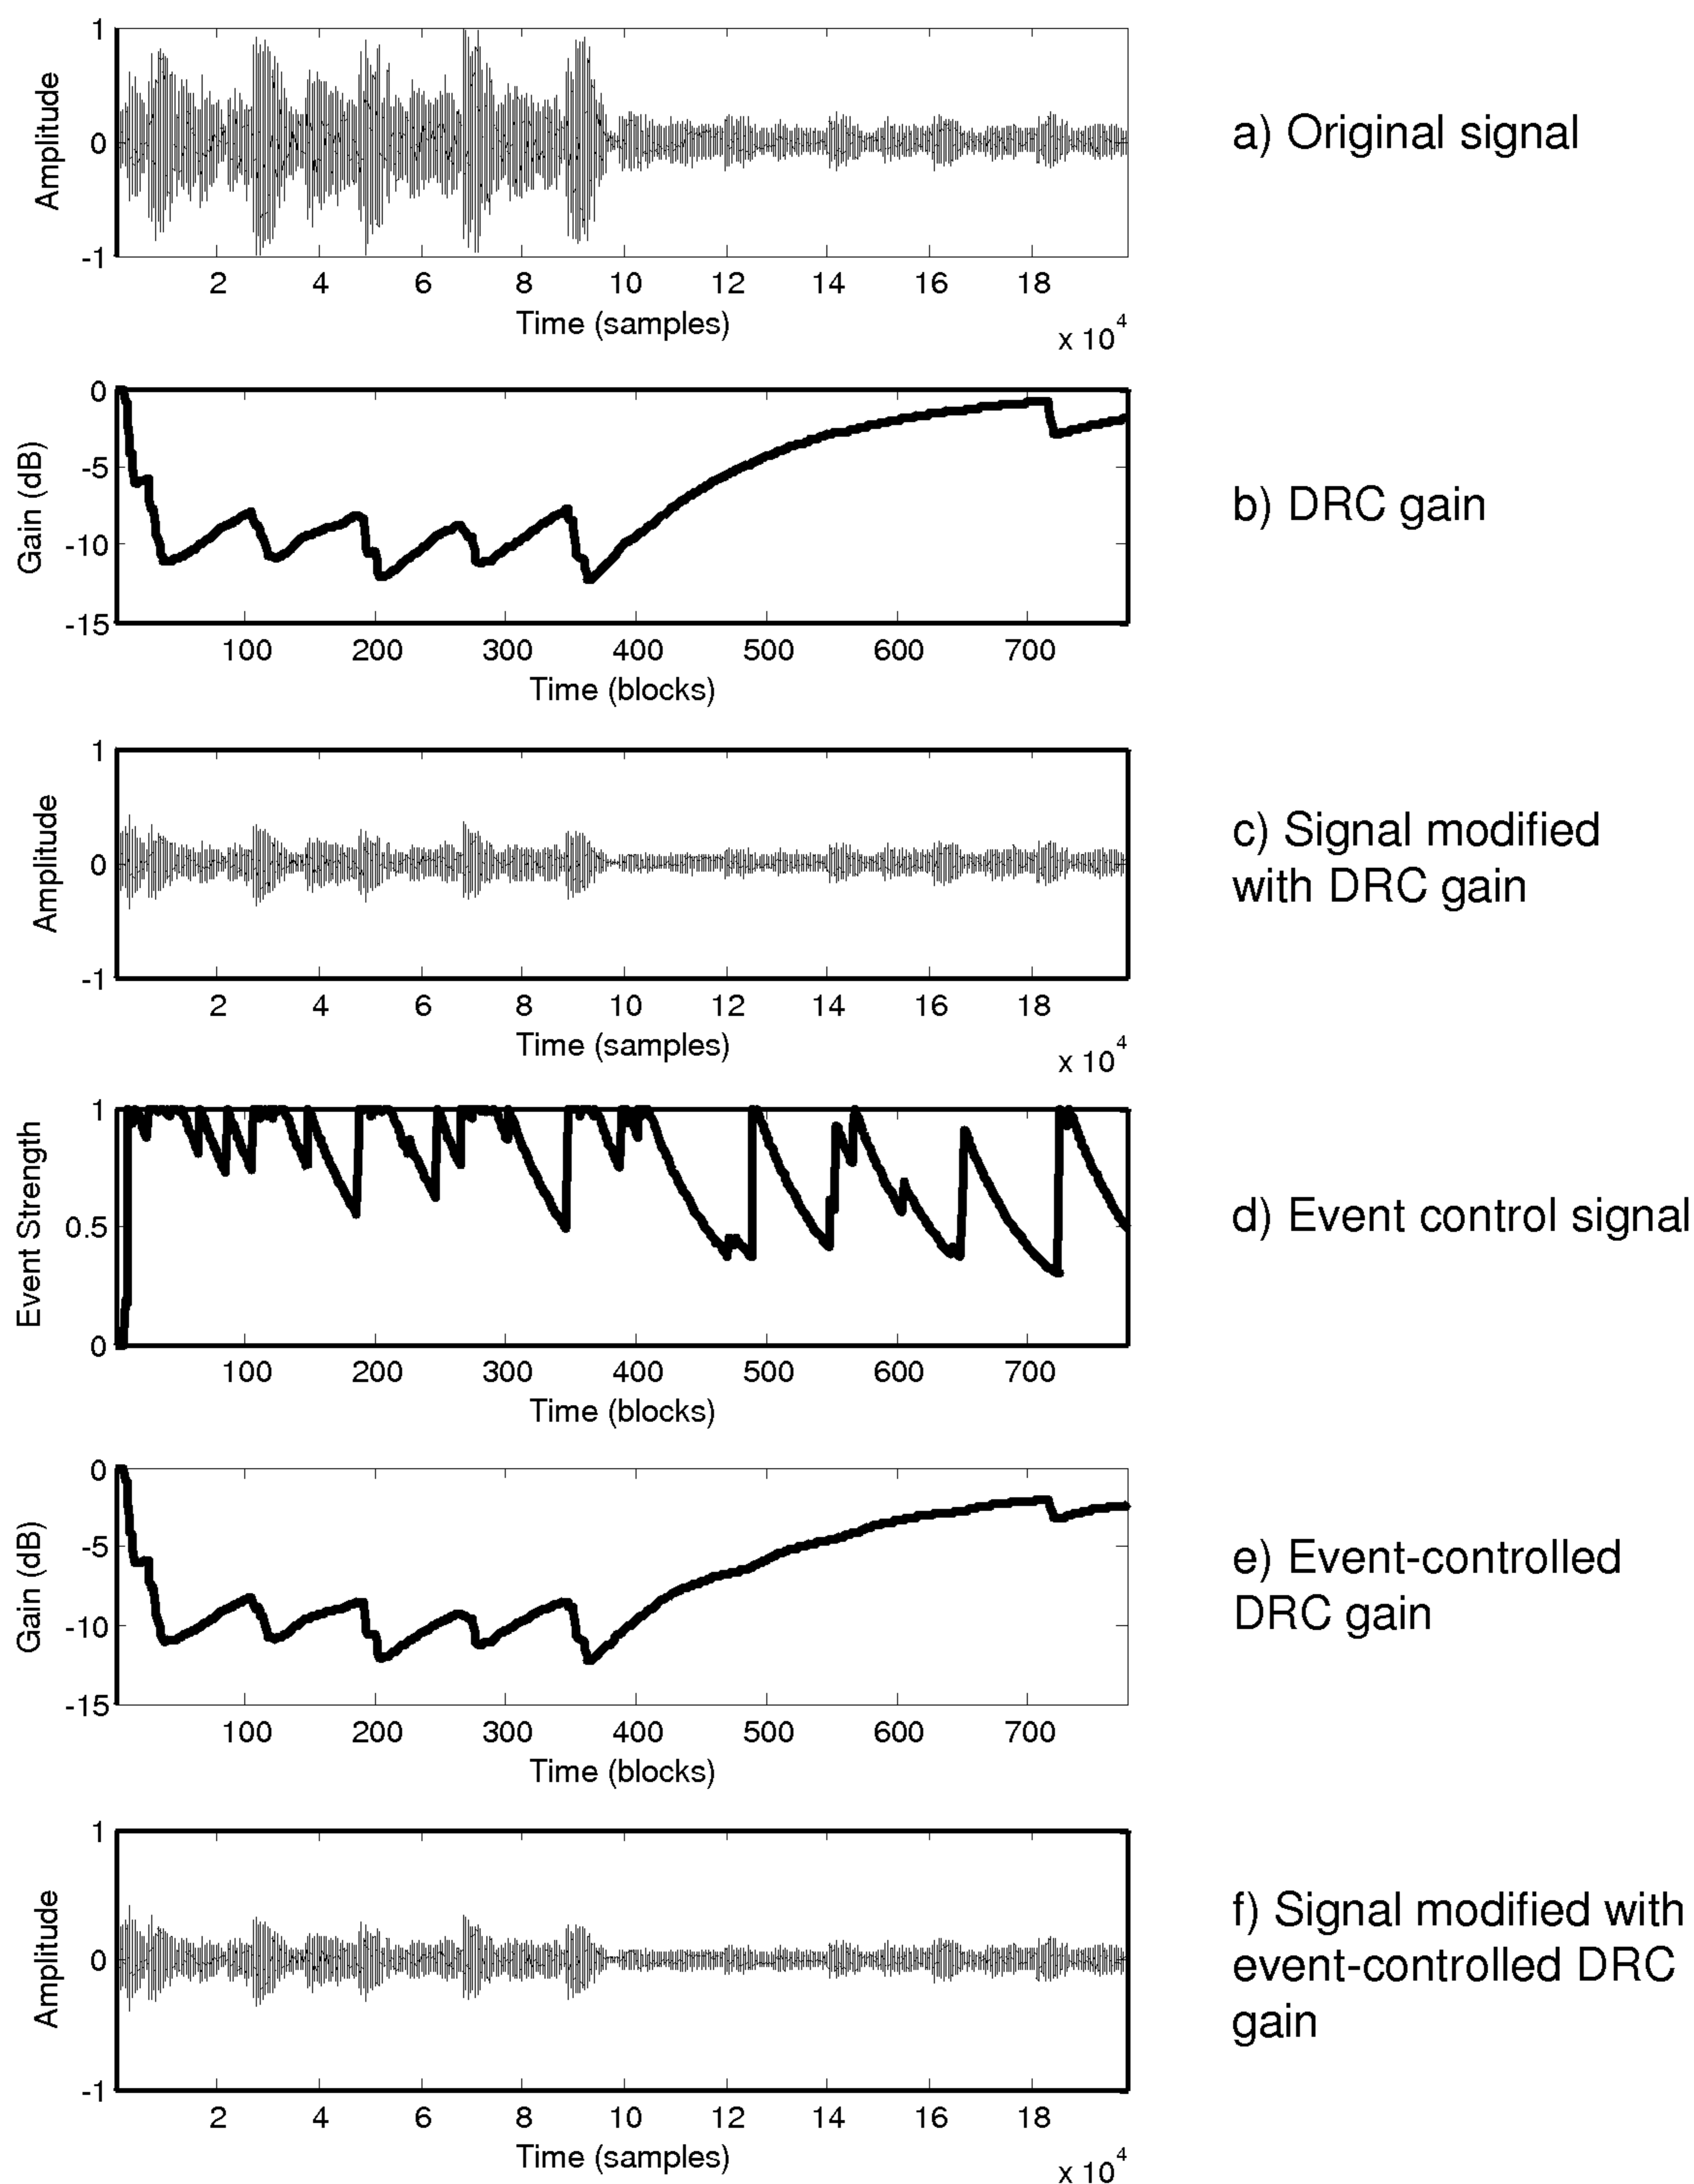 1
0
-1
Amplitude
2 4 6 8 10 12 14 16 18
Time (samples)
x 10^4
a) Original signal
0
-5
-10
-15
Gain (dB)
100 200 300 400 500 600 700
Time (blocks)
b) DRC gain
1
0
-1
Amplitude
2 4 6 8 10 12 14 16 18
Time (samples)
x 10^4
c) Signal modified
with DRC gain
1
0.5
0
Event Strength
100 200 300 400 500 600 700
Time (blocks)
d) Event control signal
0
-5
-10
-15
Gain (dB)
100 200 300 400 500 600 700
Time (blocks)
e) Event-controlled
DRC gain
1
0
-1
Amplitude
2 4 6 8 10 12 14 16 18
Time (samples)
x 10^4
f) Signal modified with
event-controlled DRC
gain